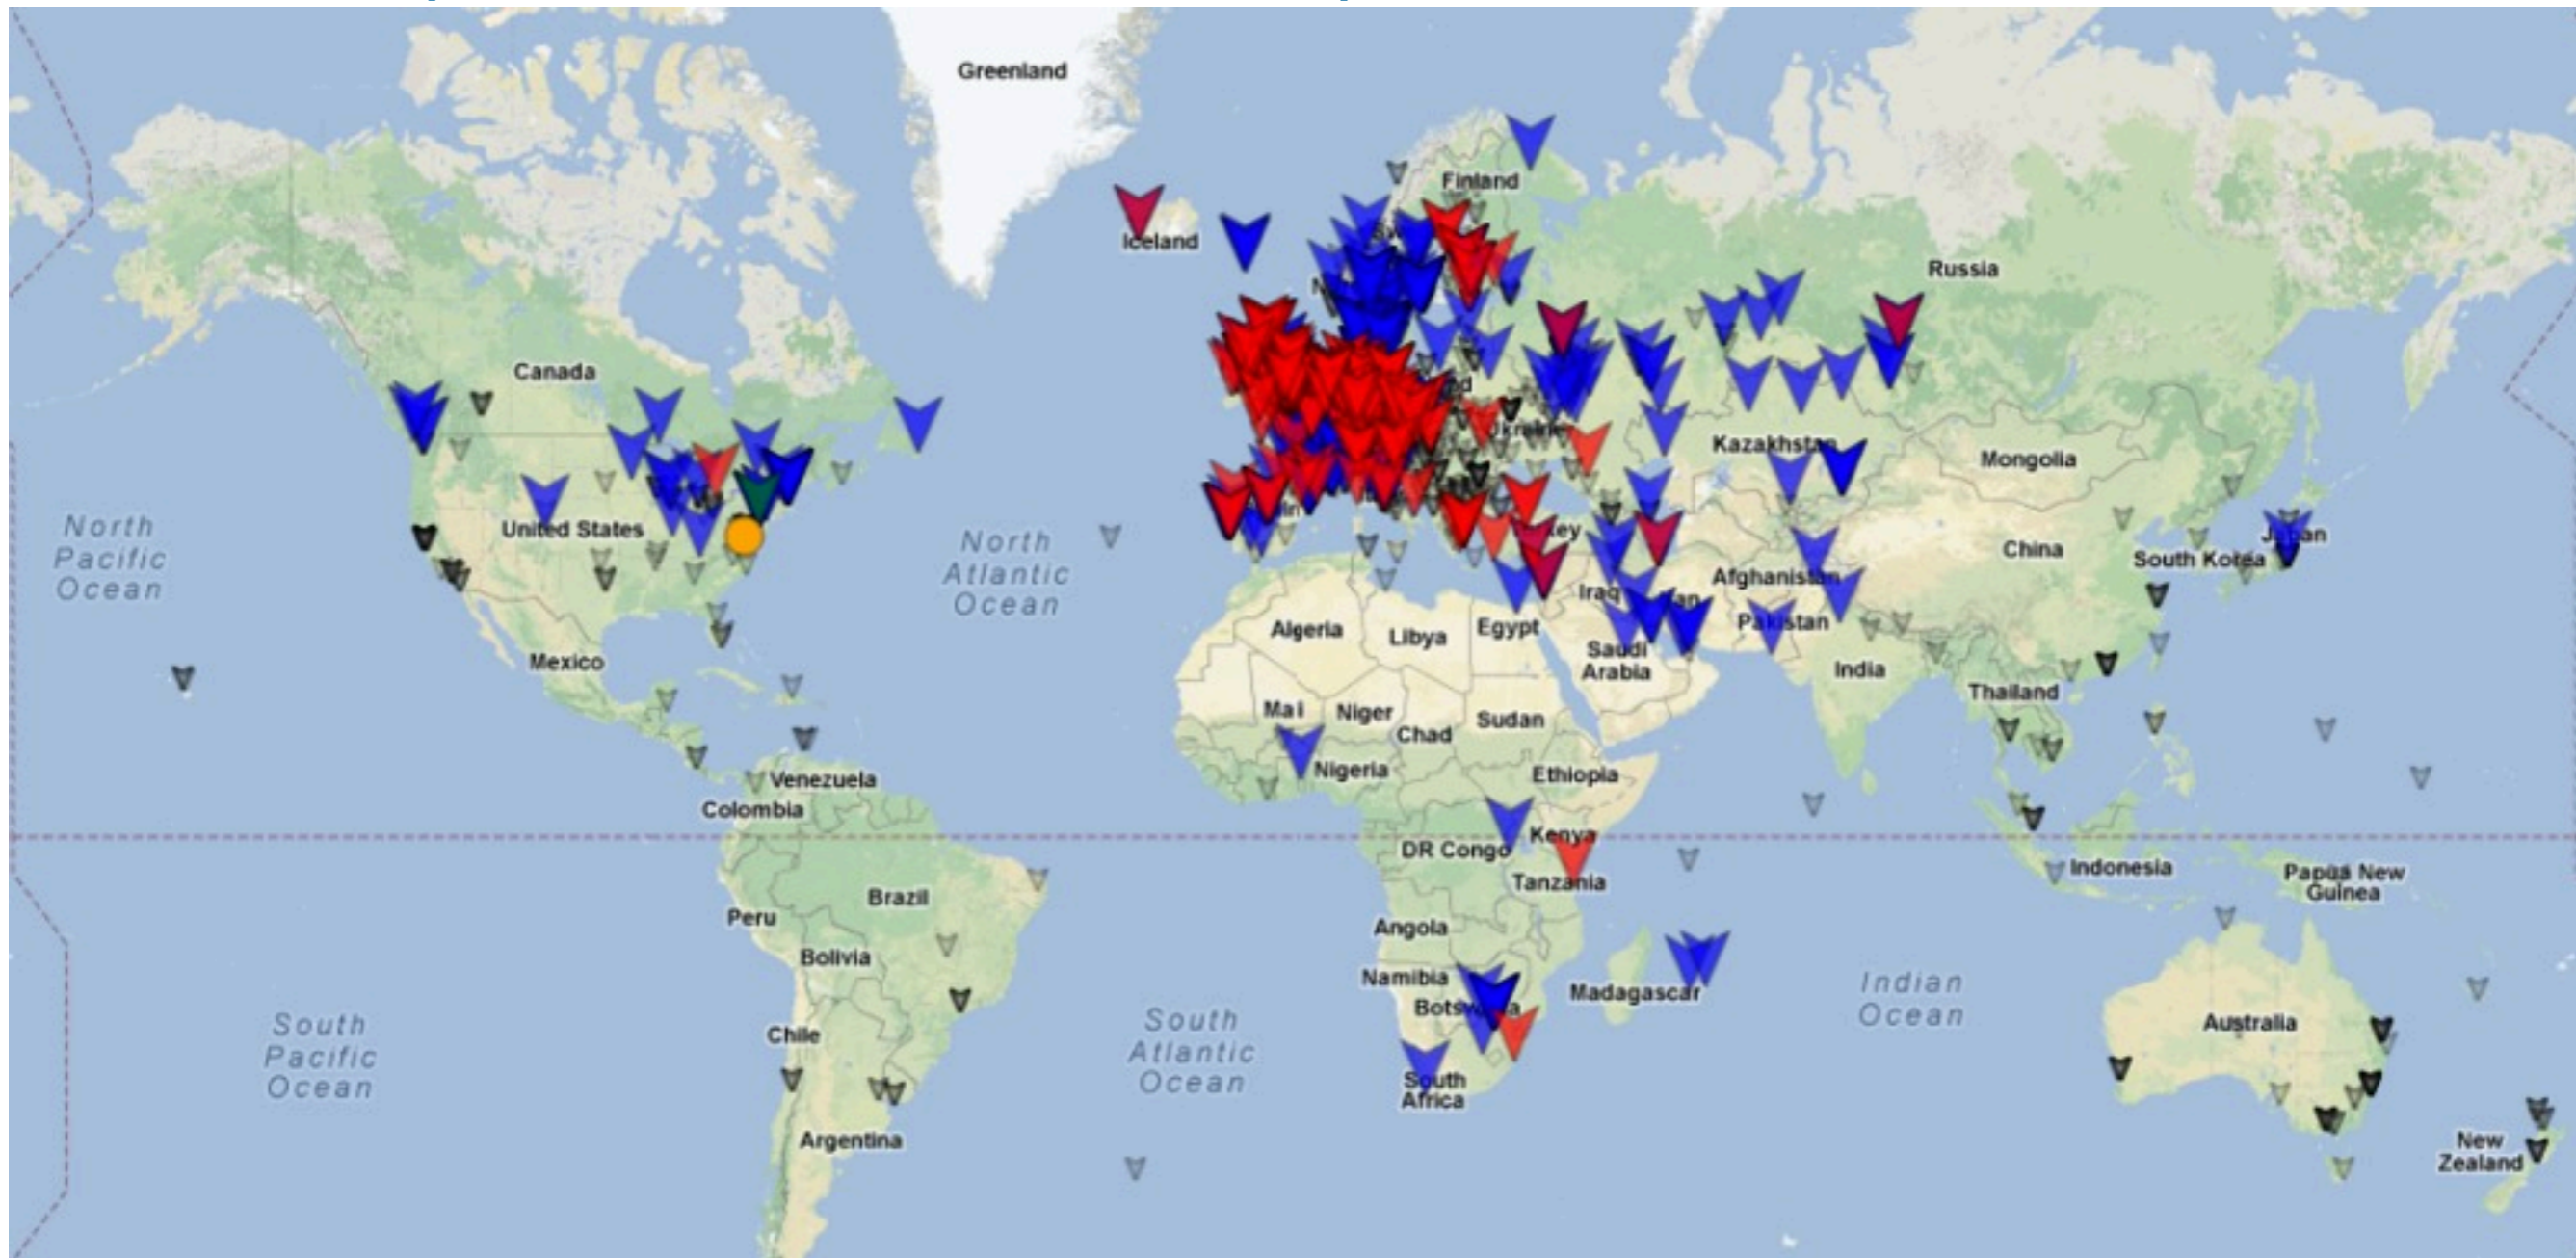 Greenland
Finland
Iceland
Russia
Canada
Kazakhstan
Mongolia
United States
North
Pacific
Ocean
North
Atlantic
Ocean
China
South Korea
Japan
Afghanistan
Iraq
Pakistan
Algeria
Libya
Egypt
Saudi
Arabia
India
Mexico
Thailand
Mali
Niger
Chad
Sudan
Nigeria
Ethiopia
Venezuela
Colombia
Kenya
DR Congo
Tanzania
Indonesia
Papua New
Guinea
Brazil
Peru
Angola
Bolivia
Namibia
Botswana
Madagascar
Indian
Ocean
Australia
South
Pacific
Ocean
Chile
South
Atlantic
Ocean
South
Africa
Argentina
New
Zealand